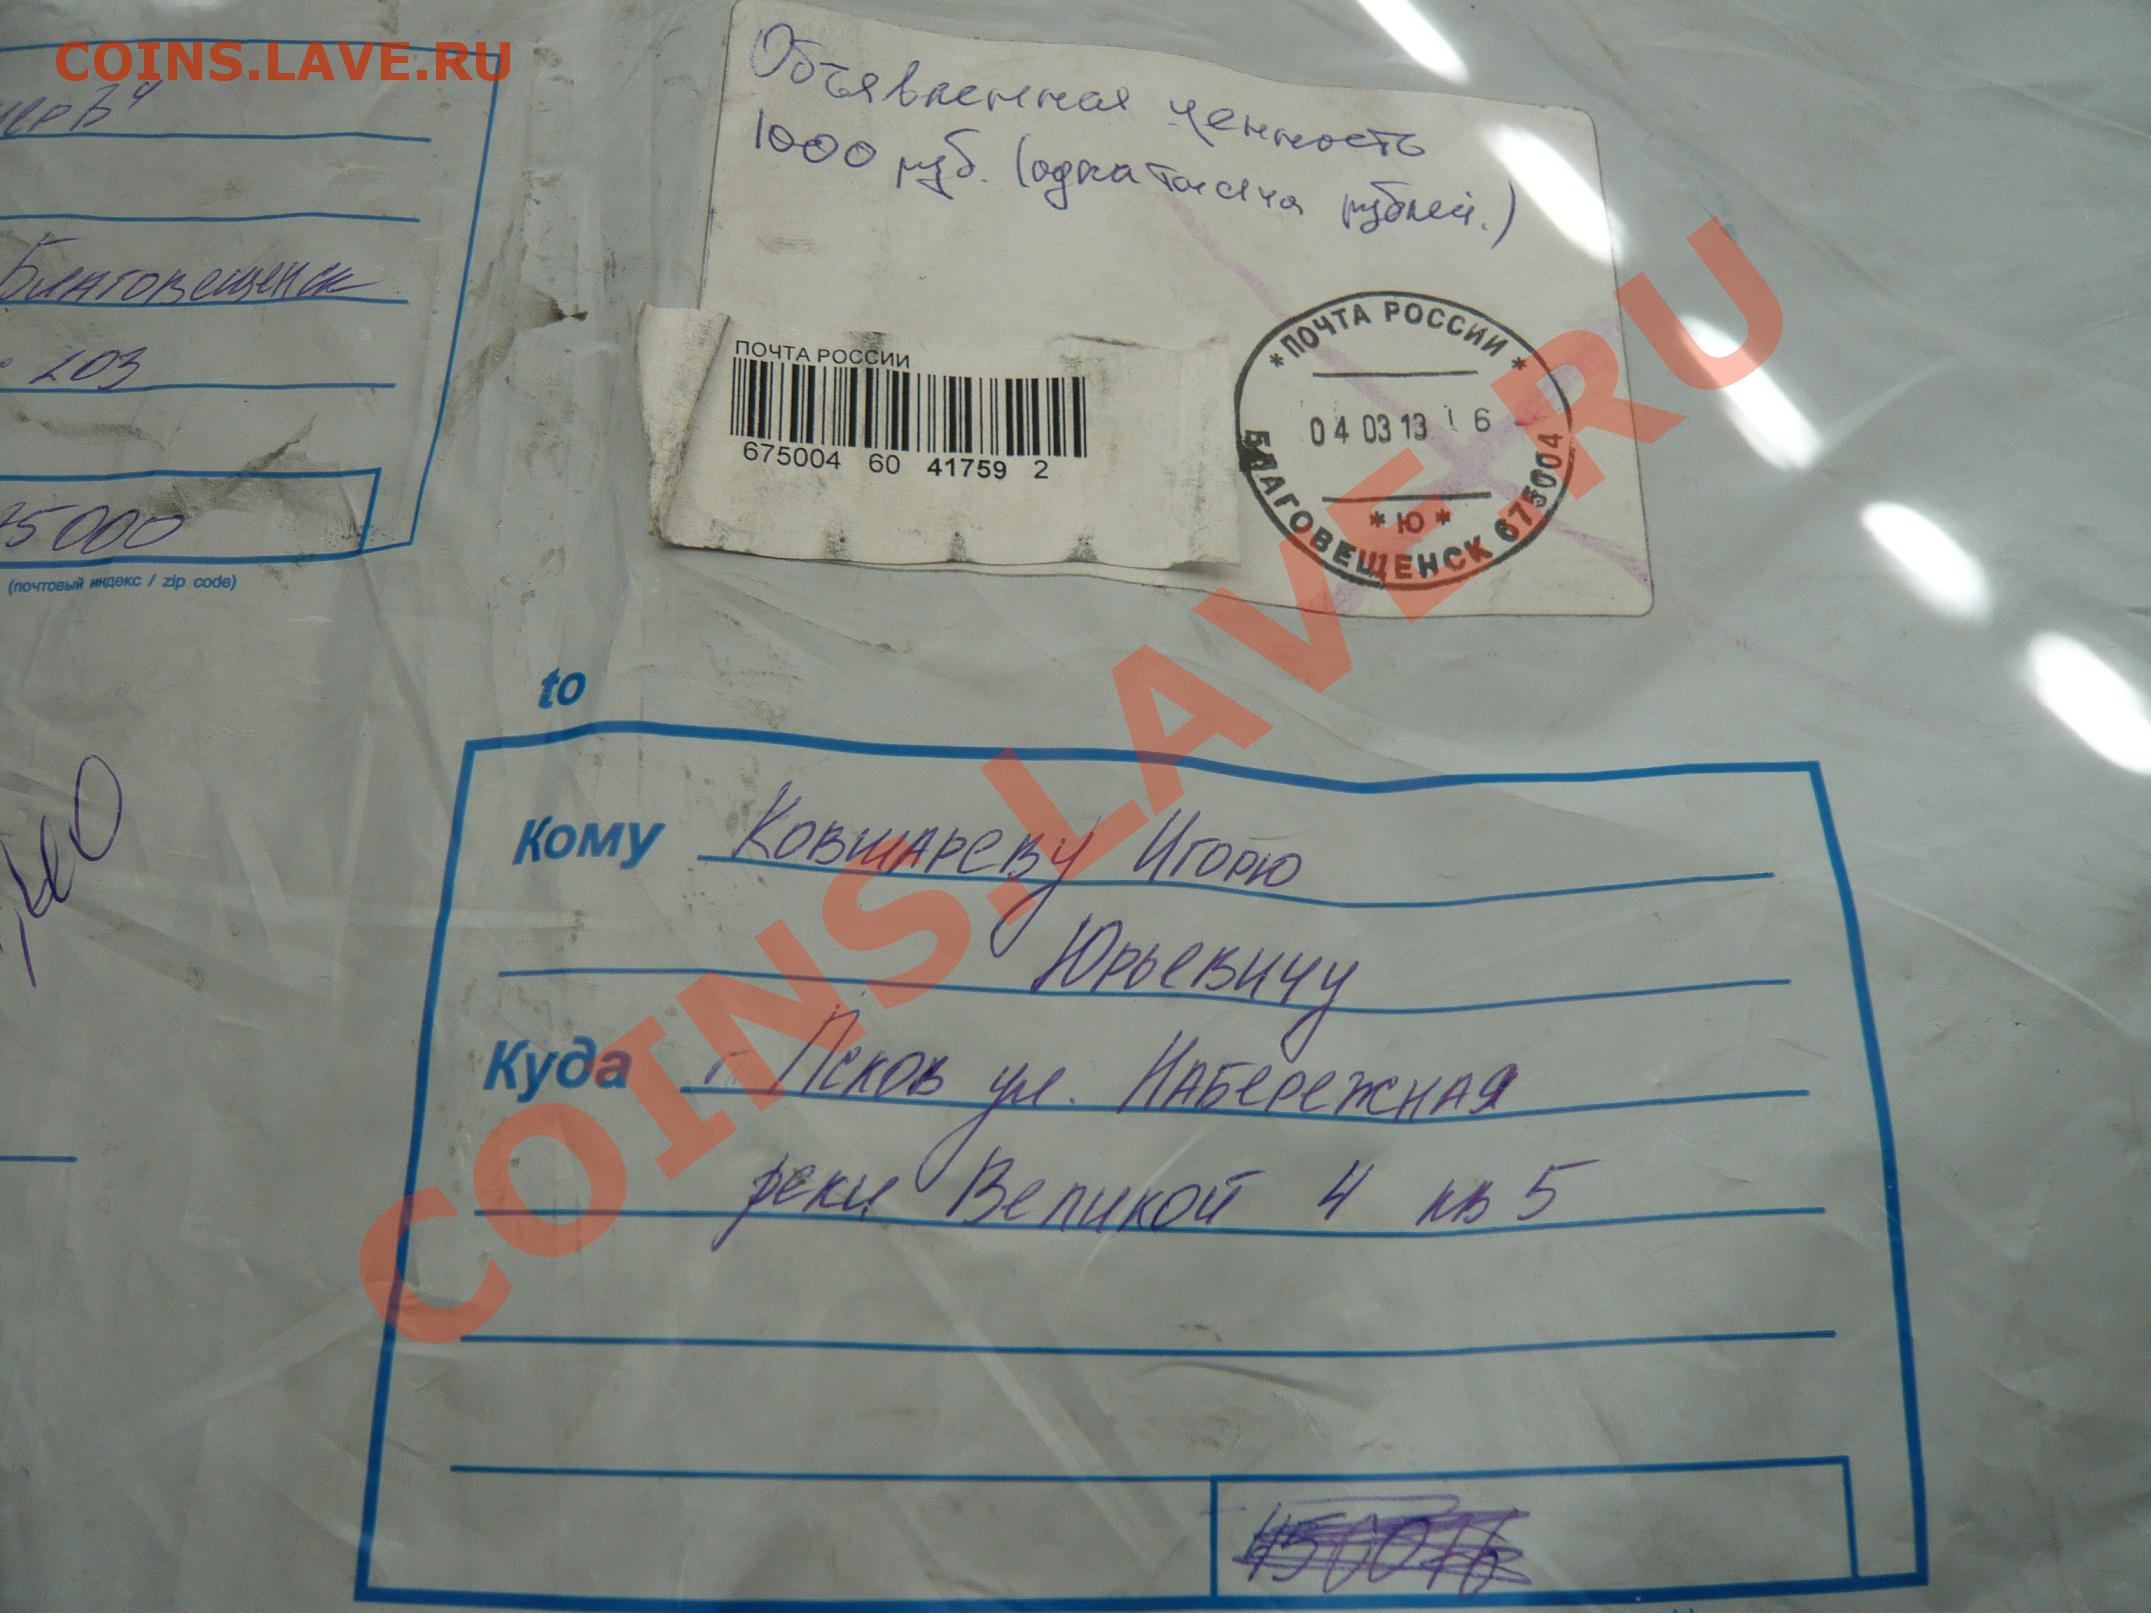 COINS.LAVE.RU
Благовещенск
203
5000
(почтовый индекс / zip code)
Объявленная ценность
1000 руб. (одна тысяча рублей.)
ПОЧТА РОССИИ
675004 60 41759 2
* ПОЧТА РОССИИ *
04 03 13 16
* Ю *
БЛАГОВЕЩЕНСК 675004
to
Кому Ковшареву Игорю
Юрьевичу
Куда г. Псков ул. Набережная
реки Великой 4 кв 5
COINS.LAVE.RU